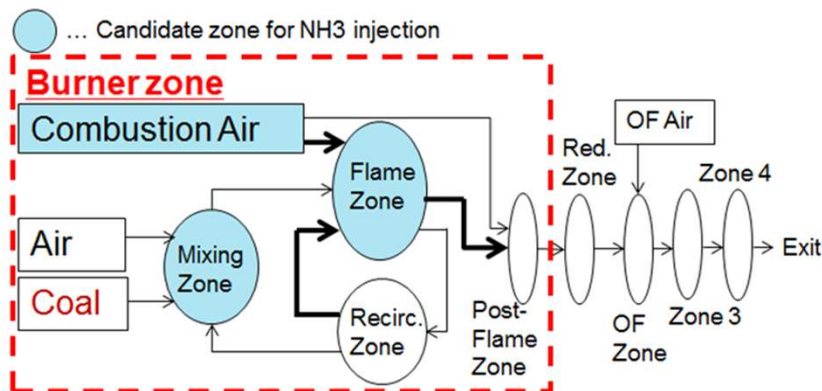 ... Candidate zone for NH3 injection
Burner zone
Combustion Air
OF Air
Red.
Zone
Zone 4
Flame
Zone
Air
Mixing
Zone
Coal
Exit
Recirc.
Zone
Post-
Flame
Zone
OF
Zone
Zone 3